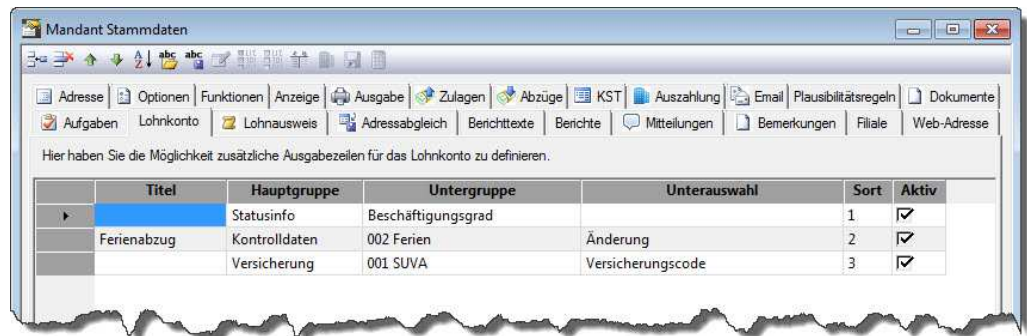 Mandant Stammdaten
Adresse Optionen Funktionen Anzeige Ausgabe Zulagen Abzüge KST Auszahlung Email Plausibilitätsregeln Dokumente
Aufgaben Lohnkonto Lohnausweis Adressabgleich Berichttexte Berichte Mitteilungen Bemerkungen Filiale Web-Adresse
Hier haben Sie die Möglichkeit zusätzliche Ausgabezeilen für das Lohnkonto zu definieren.
Titel Hauptgruppe Untergruppe Unterauswahl Sort Aktiv
Statusinfo Beschäftigungsgrad 1
Ferienabzug Kontrolldaten 002 Ferien Änderung 2
Versicherung 001 SUVA Versicherungscode 3